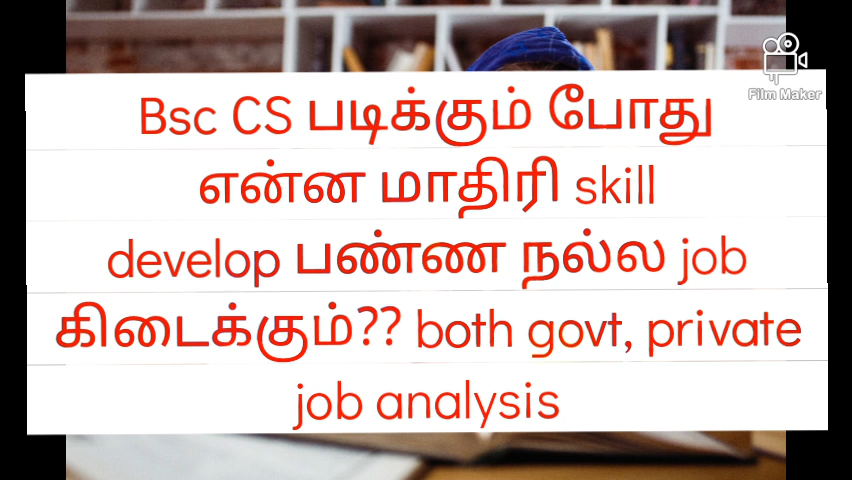 Film Maker
Bsc CS படிக்கும் போது
என்ன மாதிரி skill
develop பண்ண நல்ல job
கிடைக்கும்?? both govt, private
job analysis